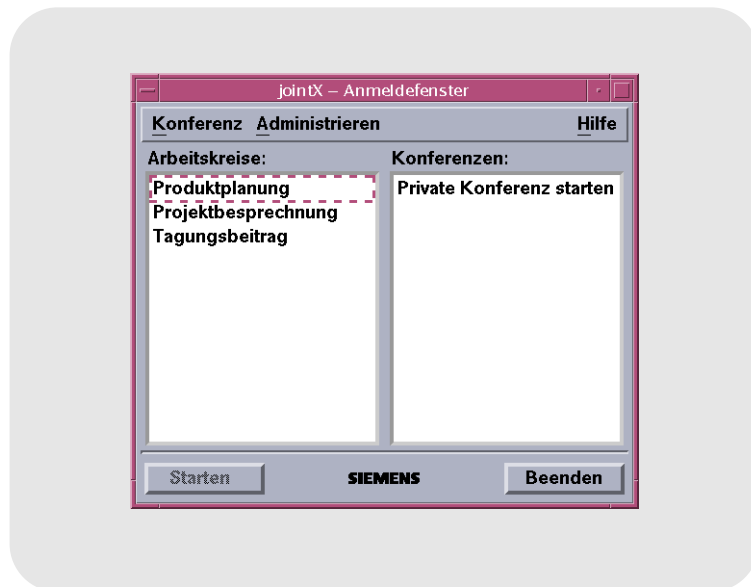 jointX – Anmeldefenster
Konferenz Administrieren Hilfe
Arbeitskreise: Konferenzen:
Produktplanung Private Konferenz starten
Projektbesprechnung
Tagungsbeitrag
Starten SIEMENS Beenden